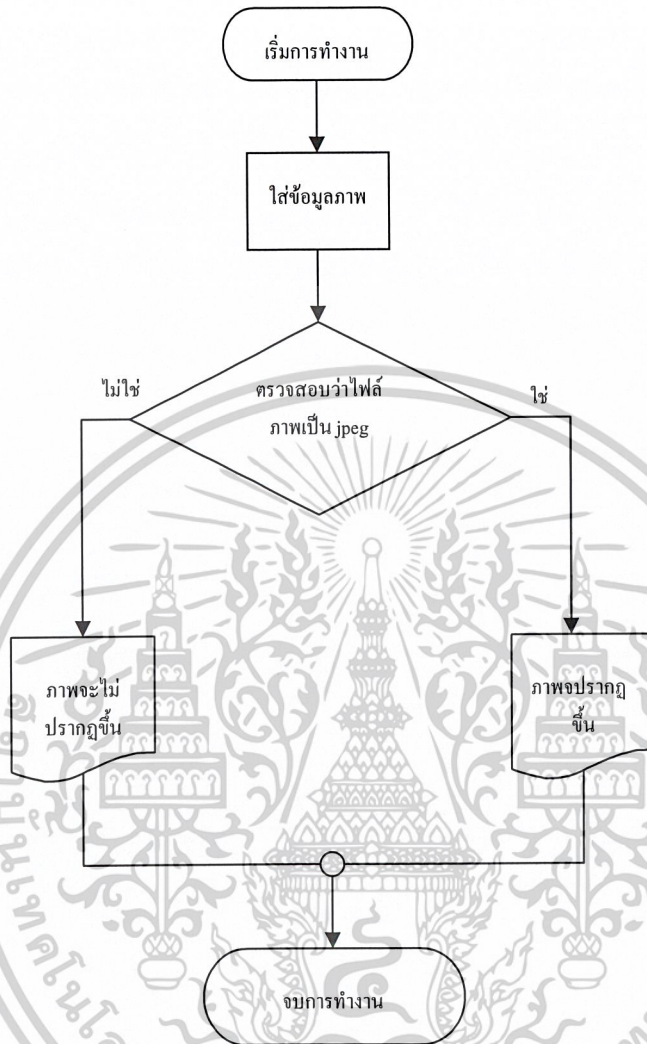 เริ่มการทำงาน
ใส่ข้อมูลภาพ
ไม่ใช่
ตรวจสอบว่าไฟล์
ภาพเป็น jpeg
ใช่
ภาพจะไม่
ปรากฏขึ้น
ภาพจปรากฏ
ขึ้น
จบการทำงาน